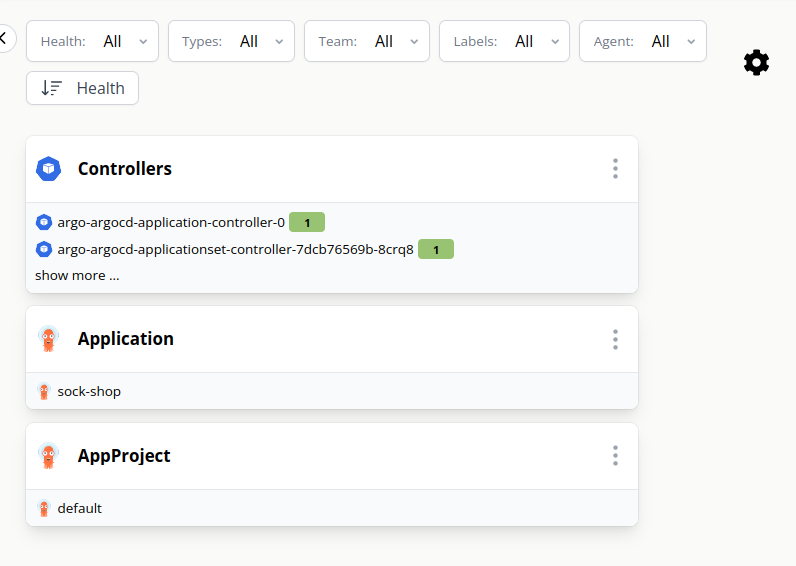 Health: All Types: All Team: All Labels: All Agent: All
Health
Controllers
argo-argocd-application-controller-0 1
argo-argocd-applicationset-controller-7dcb76569b-8crq8 1
show more ...
Application
sock-shop
AppProject
default